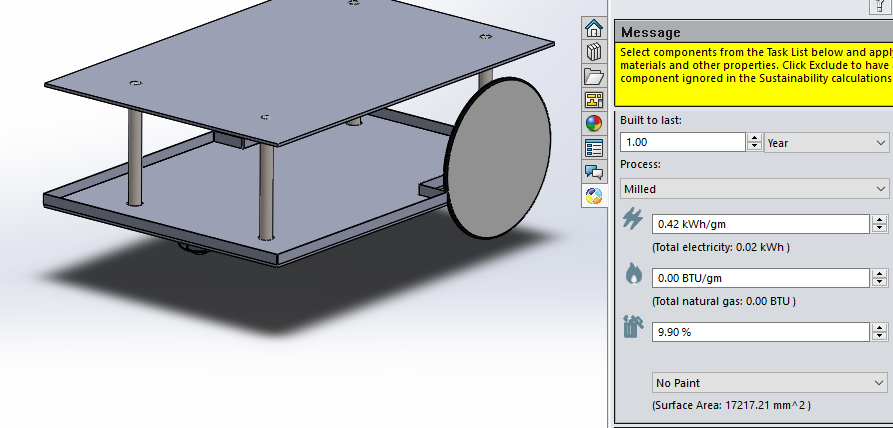 Message
Select components from the Task List below and apply
materials and other properties. Click Exclude to have
component ignored in the Sustainability calculations
Built to last:
1.00
Year
Process:
Milled
0.42 kWh/gm
(Total electricity: 0.02 kWh )
0.00 BTU/gm
(Total natural gas: 0.00 BTU )
9.90 %
No Paint
(Surface Area: 17217.21 mm^2 )